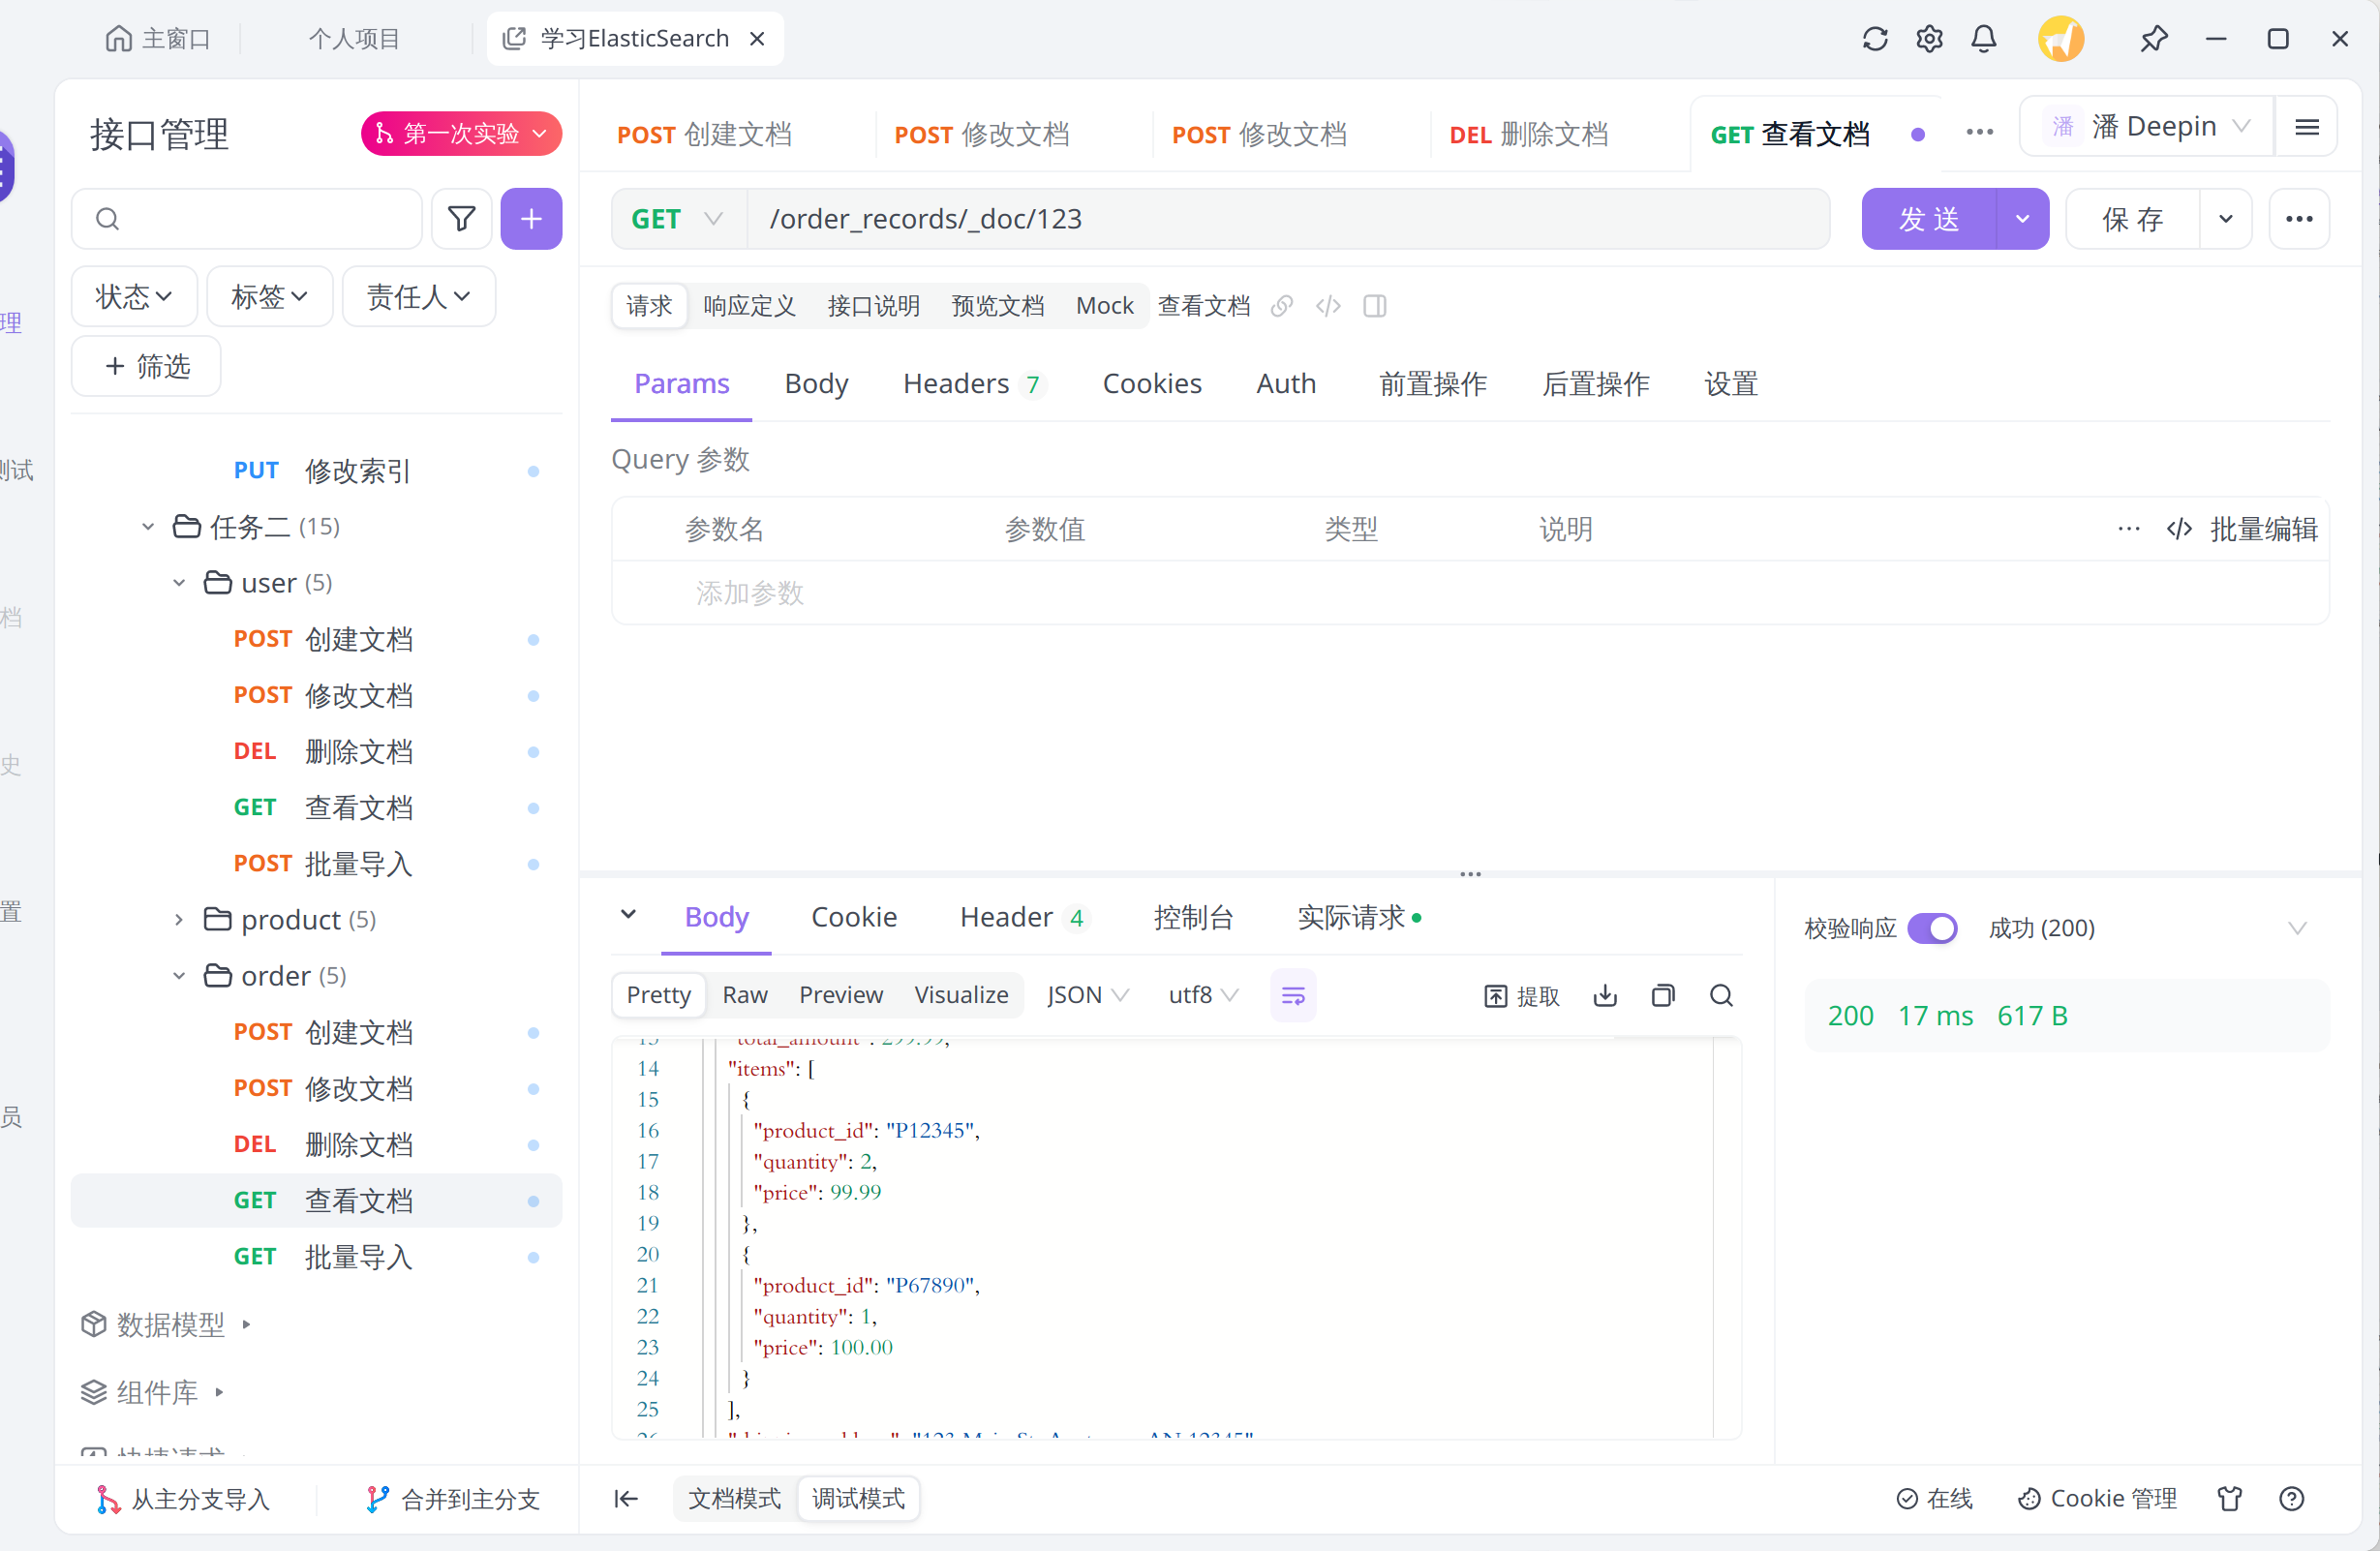 主窗口
个人项目
学习ElasticSearch
接口管理
第一次实验
POST 创建文档
POST 修改文档
POST 修改文档
DEL 删除文档
GET 查看文档
潘 潘 Deepin
GET /order_records/_doc/123
发 送
保 存
状态
标签
责任人
筛选
请求 响应定义 接口说明 预览文档 Mock 查看文档
Params Body Headers 7 Cookies Auth 前置操作 后置操作 设置
Query 参数
参数名 参数值 类型 说明 批量编辑
添加参数
理
测试
档
史
置
员
PUT 修改索引
任务二 (15)
user (5)
POST 创建文档
POST 修改文档
DEL 删除文档
GET 查看文档
POST 批量导入
product (5)
order (5)
POST 创建文档
POST 修改文档
DEL 删除文档
GET 查看文档
GET 批量导入
数据模型
组件库
快捷请求
从主分支导入
合并到主分支
Body Cookie Header 4 控制台 实际请求
Pretty Raw Preview Visualize JSON utf8 提取
13 "total_amount": 299.99,
14 "items": [
15 {
16 "product_id": "P12345",
17 "quantity": 2,
18 "price": 99.99
19 },
20 {
21 "product_id": "P67890",
22 "quantity": 1,
23 "price": 100.00
24 }
25 ],
校验响应 成功 (200)
200 17 ms 617 B
文档模式 调试模式
在线 Cookie 管理